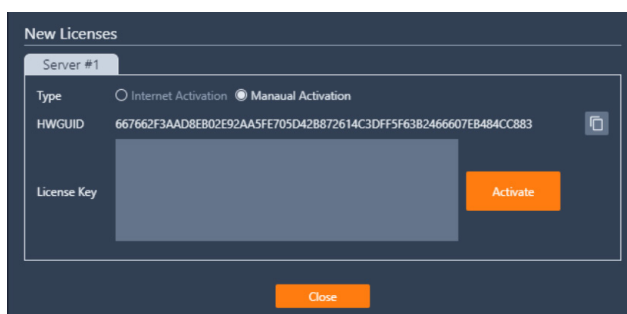 New Licenses
Server #1
Type Internet Activation Manaual Activation
HWGUID 667662F3AAD8EB02E92AA5FE705D42B872614C3DFF5F63B2466607EB484CC883
License Key Activate
Close